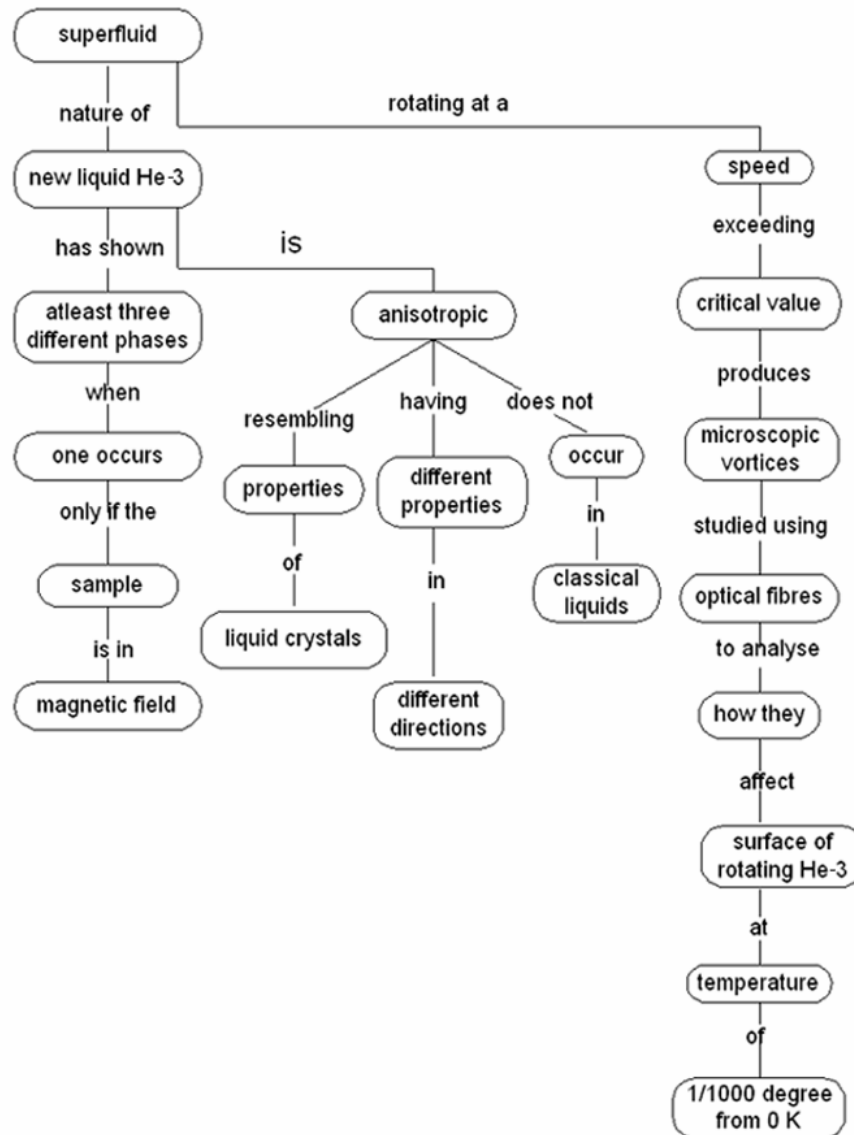 superfluid
nature of
rotating at a
new liquid He-3
speed
has shown
is
exceeding
atleast three
different phases
anisotropic
critical value
when
resembling
having
does not
produces
one occurs
properties
different
properties
occur
microscopic
vortices
only if the
of
in
in
studied using
sample
liquid crystals
classical
liquids
optical fibres
is in
to analyse
magnetic field
different
directions
how they
affect
surface of
rotating He-3
at
temperature
of
1/1000 degree
from 0 K